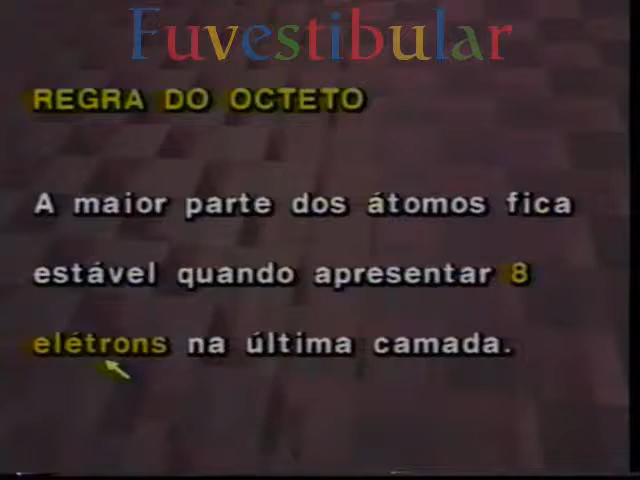 Fuvestibular
REGRA DO OCTETO
A maior parte dos átomos fica
estável quando apresentar 8
elétrons na última camada.